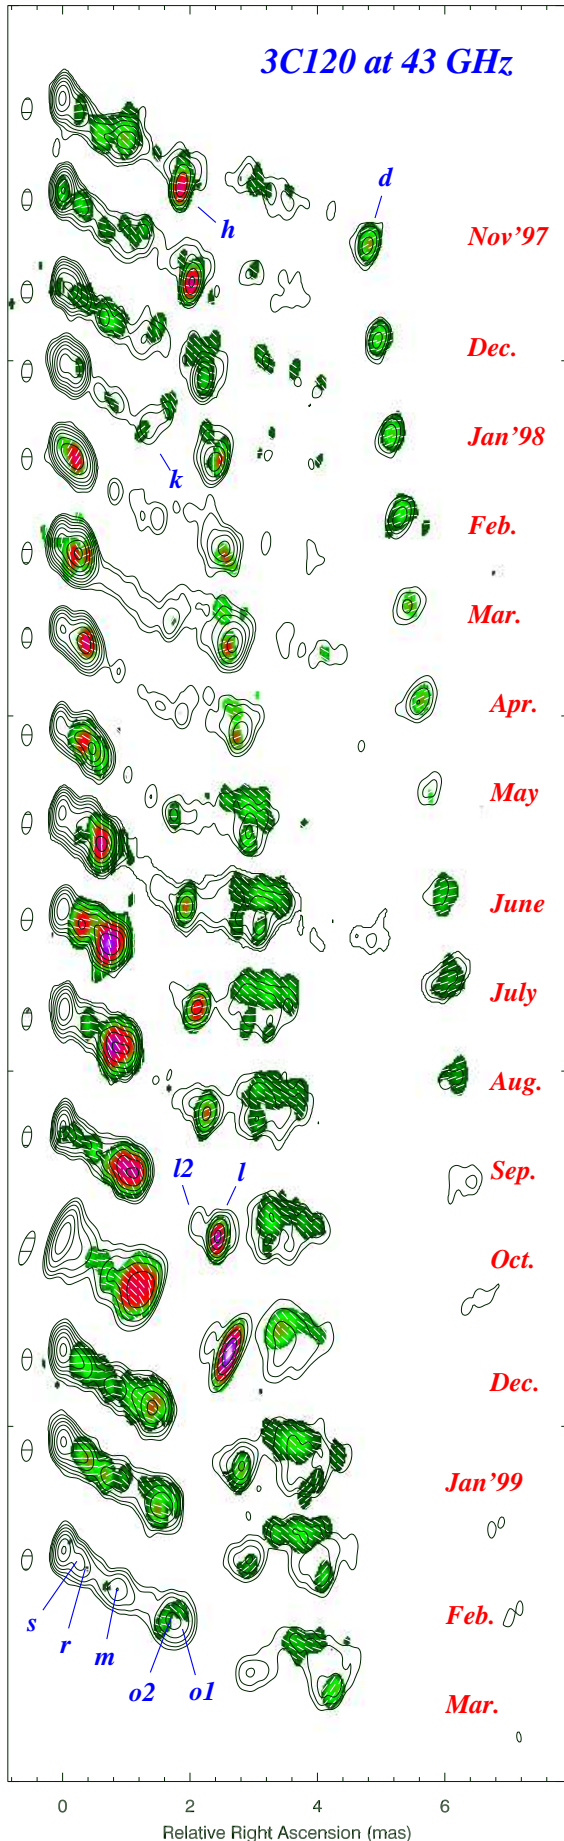 3C120 at 43 GHz
d
h
Nov'97
Dec.
Jan'98
k
Feb.
Mar.
Apr.
May
June
July
Aug.
Sep.
l2 l
Oct.
Dec.
Jan'99
s
r
m
o2 o1
Feb.
Mar.
0 2 4 6
Relative Right Ascension (mas)